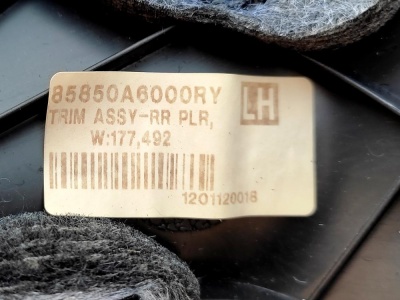 85850A6000RY LH
TRIM ASSY-RR PLR,
W:177,492
1201120018